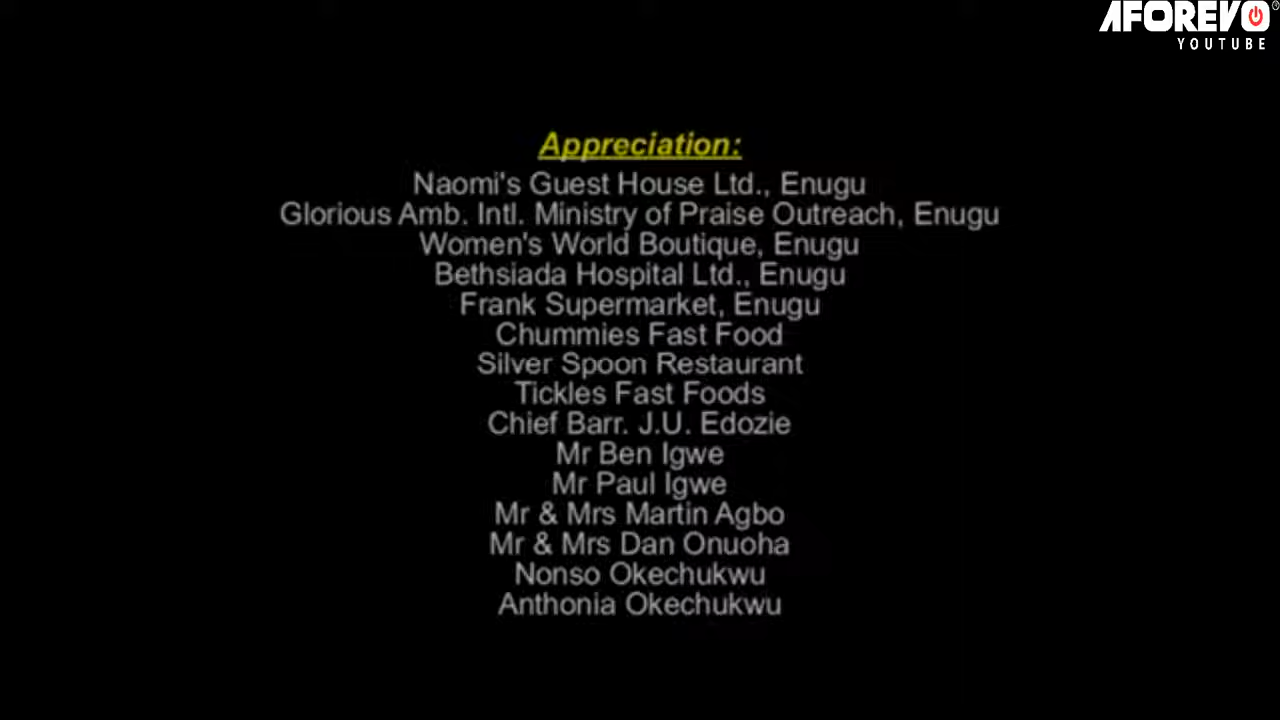 AFOREVO
YOUTUBE
Appreciation:
Naomi's Guest House Ltd., Enugu
Glorious Amb. Intl. Ministry of Praise Outreach, Enugu
Women's World Boutique, Enugu
Bethsiada Hospital Ltd., Enugu
Frank Supermarket, Enugu
Chummies Fast Food
Silver Spoon Restaurant
Tickles Fast Foods
Chief Barr. J.U. Edozie
Mr Ben Igwe
Mr Paul Igwe
Mr & Mrs Martin Agbo
Mr & Mrs Dan Onuoha
Nonso Okechukwu
Anthonia Okechukwu